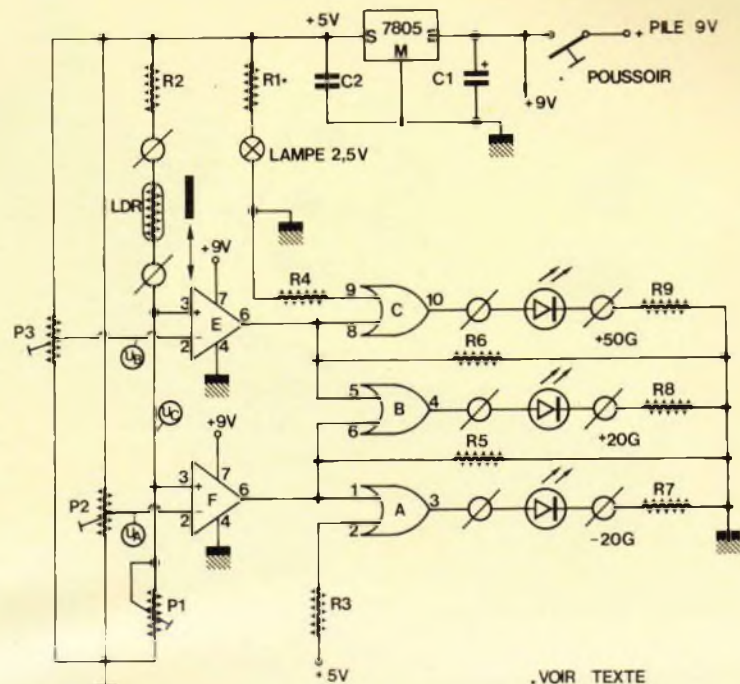 +5V
S 7805 E
M
+ PILE 9V
POUSSOIR
R2
R1*
C2
C1
+
+9V
LAMPE 2,5V
LDR
+9V
R4
R9
P3
3 +
7
E
6
2 -
4
9
8
C
10
+50G
R6
UB
UC
5
6
B
4
R8
+20G
+9V
R5
P2
3 +
7
F
6
2 -
4
UA
1
2
A
3
R7
-20G
P1
R3
+5V
* VOIR TEXTE